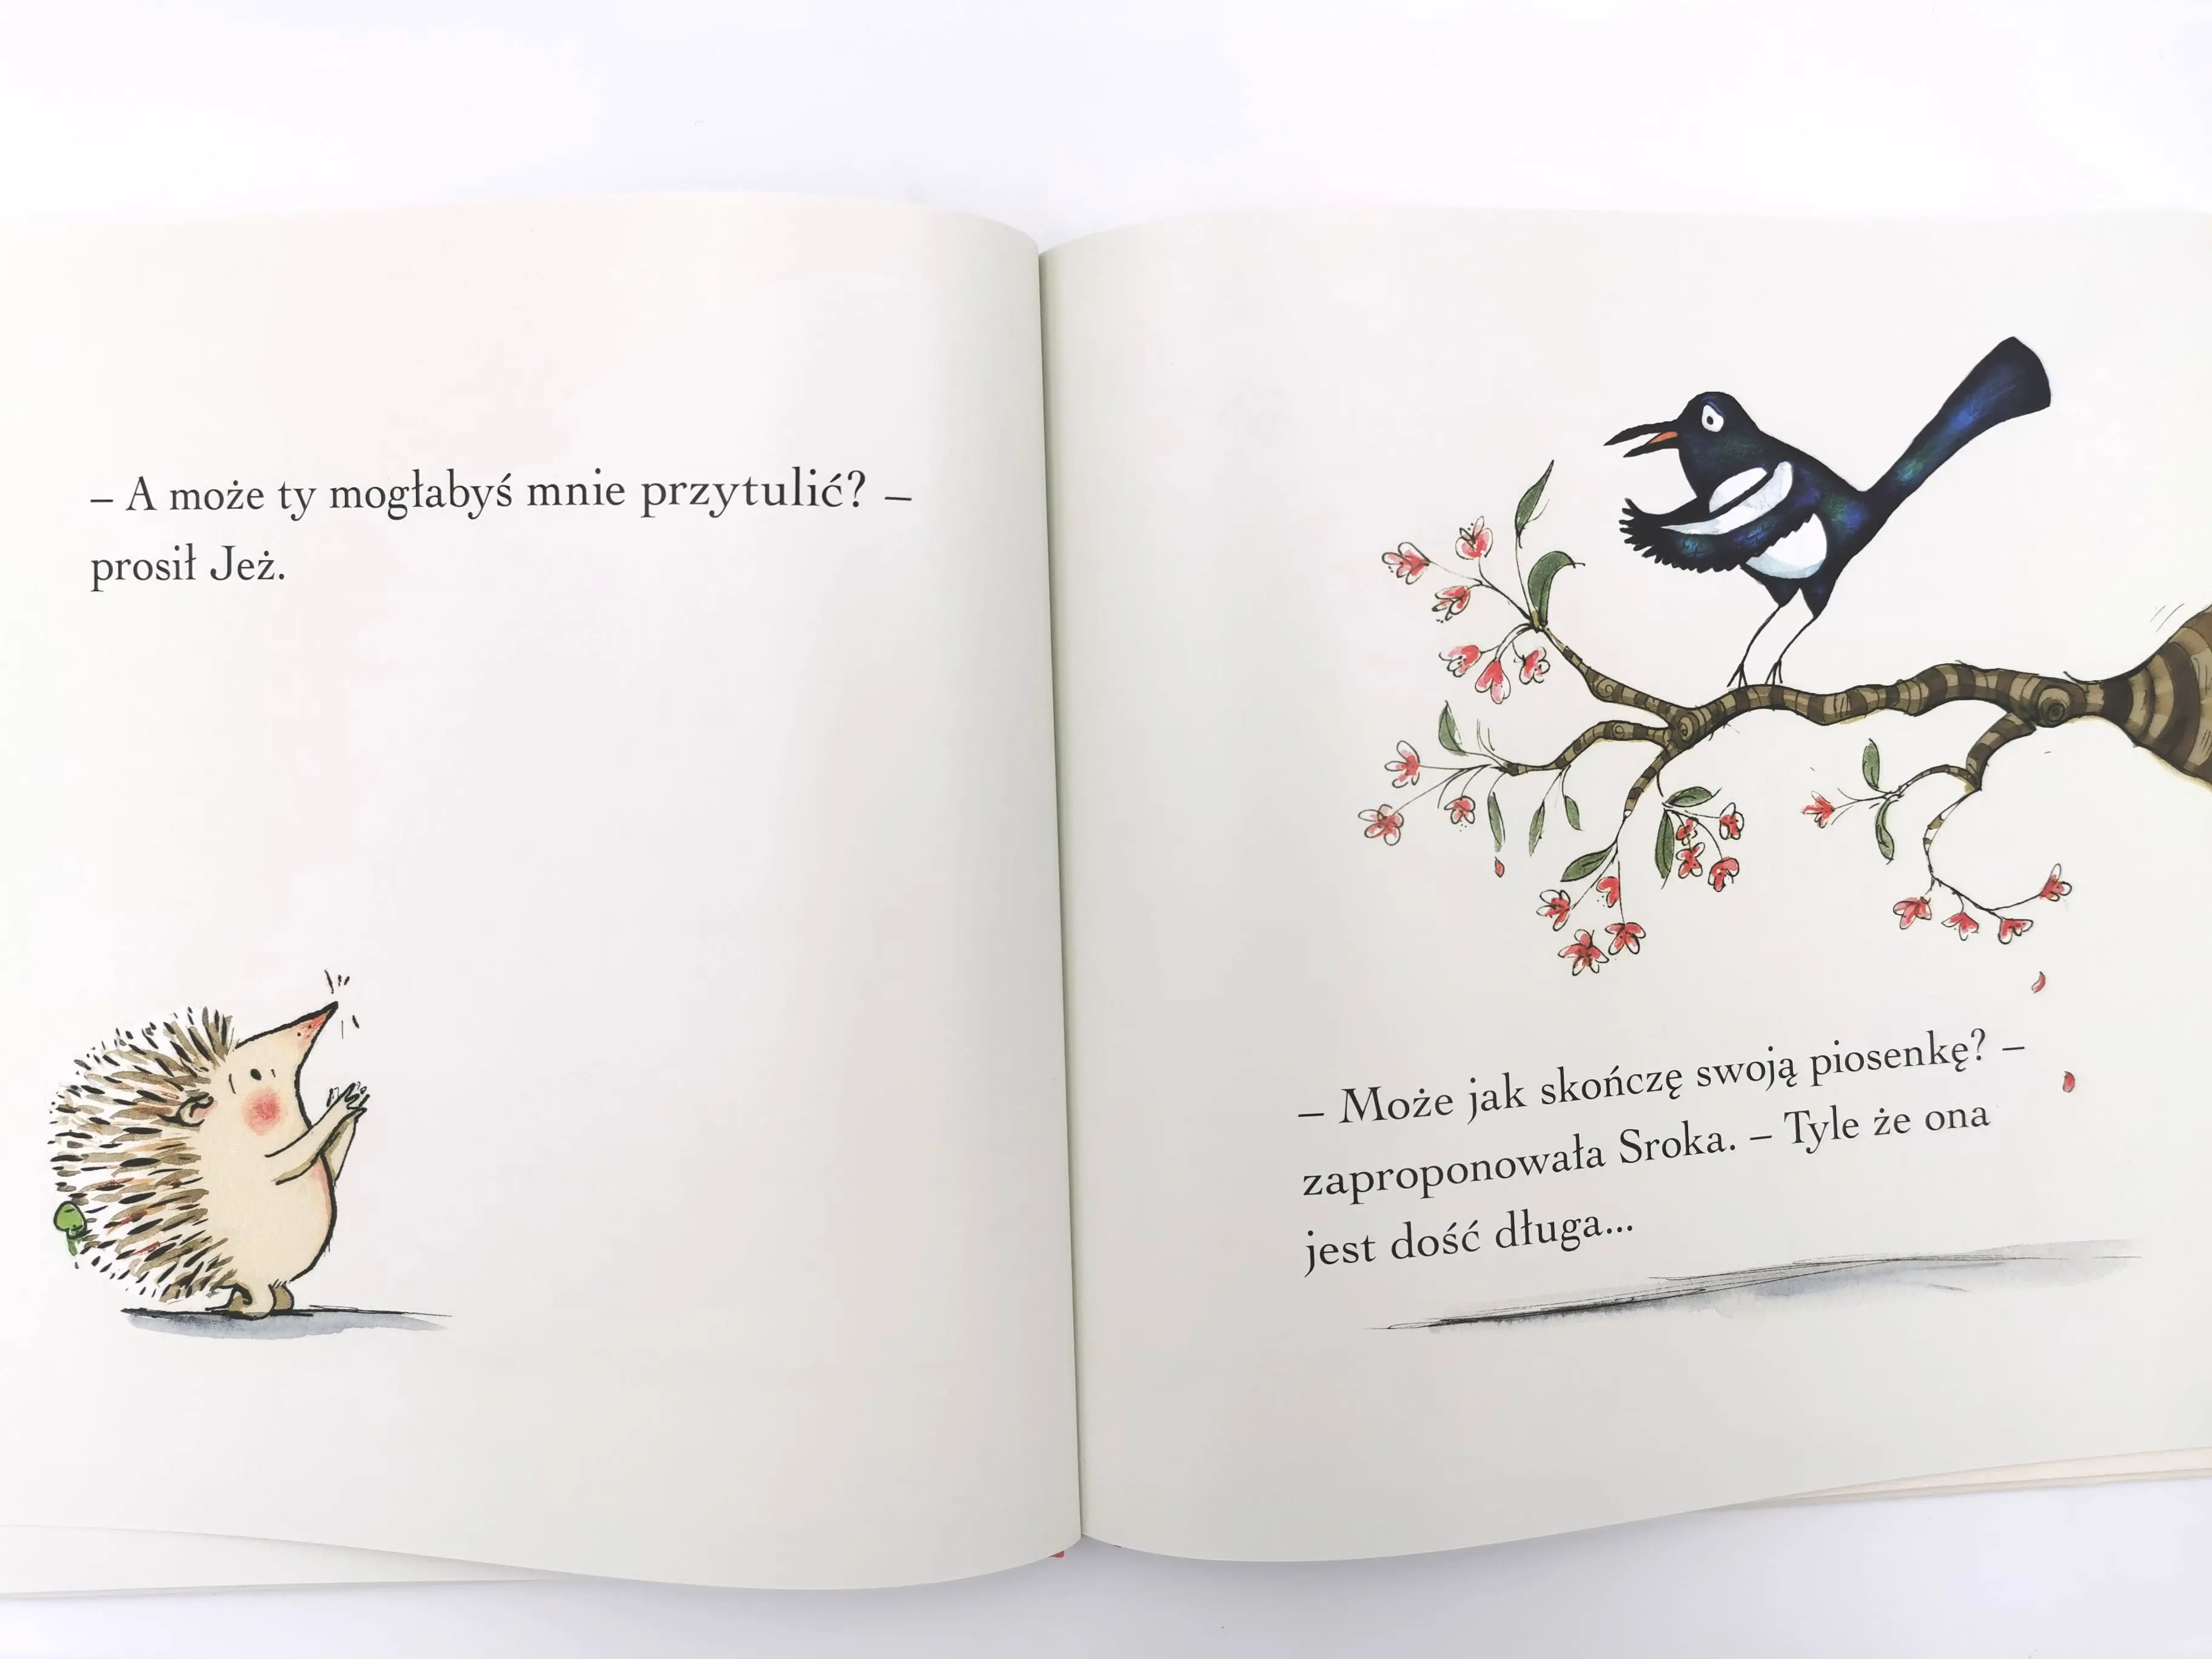 – A może ty mogłabyś mnie przytulić? –
prosił Jeż.
– Może jak skończę swoją piosenkę? –
zaproponowała Sroka. – Tyle że ona
jest dość długa...